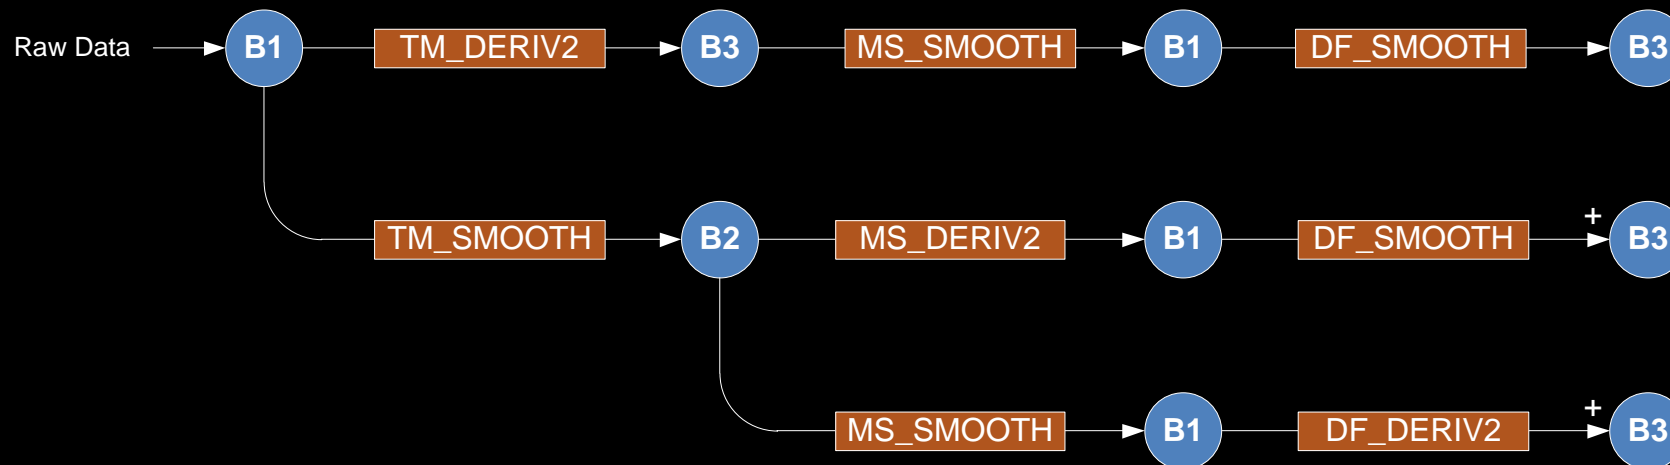 Raw Data B1 TM_DERIV2 B3 MS_SMOOTH B1 DF_SMOOTH B3
TM_SMOOTH B2 MS_DERIV2 B1 DF_SMOOTH + B3
MS_SMOOTH B1 DF_DERIV2 + B3